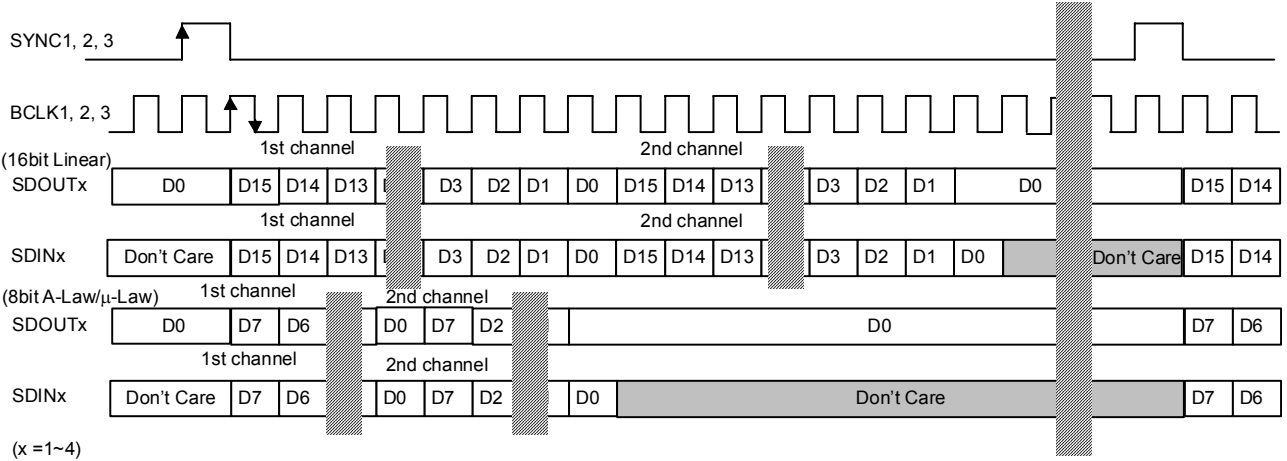 SYNC1, 2, 3
BCLK1, 2, 3
1st channel 2nd channel
(16bit Linear)
SDOUTx D0 D15 D14 D13 D3 D2 D1 D0 D15 D14 D13 D3 D2 D1 D0 D15 D14
1st channel 2nd channel
SDINx Don't Care D15 D14 D13 D3 D2 D1 D0 D15 D14 D13 D3 D2 D1 D0 Don't Care D15 D14
1st channel 2nd channel
(8bit A-Law/μ-Law)
SDOUTx D0 D7 D6 D0 D7 D2 D0 D7 D6
1st channel 2nd channel
SDINx Don't Care D7 D6 D0 D7 D2 D0 Don't Care D7 D6
(x =1~4)